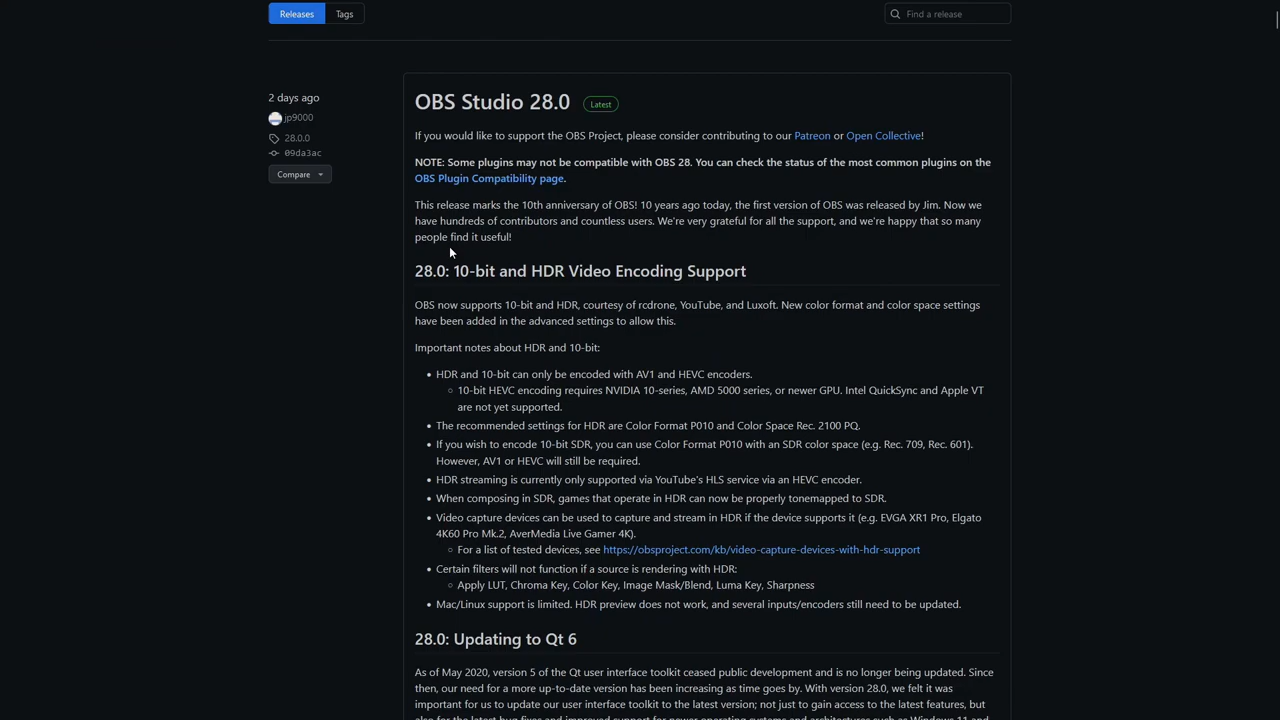 Releases
Tags
Find a release
2 days ago
jp9000
28.0.0
09da3ac
Compare
OBS Studio 28.0
Latest
If you would like to support the OBS Project, please consider contributing to our Patreon or Open Collective!
NOTE: Some plugins may not be compatible with OBS 28. You can check the status of the most common plugins on the
OBS Plugin Compatibility page.
This release marks the 10th anniversary of OBS! 10 years ago today, the first version of OBS was released by Jim. Now we
have hundreds of contributors and countless users. We're very grateful for all the support, and we're happy that so many
people find it useful!
28.0: 10-bit and HDR Video Encoding Support
OBS now supports 10-bit and HDR, courtesy of rcdrone, YouTube, and Luxoft. New color format and color space settings
have been added in the advanced settings to allow this.
Important notes about HDR and 10-bit:
HDR and 10-bit can only be encoded with AV1 and HEVC encoders.
10-bit HEVC encoding requires NVIDIA 10-series, AMD 5000 series, or newer GPU. Intel QuickSync and Apple VT
are not yet supported.
The recommended settings for HDR are Color Format P010 and Color Space Rec. 2100 PQ.
If you wish to encode 10-bit SDR, you can use Color Format P010 with an SDR color space (e.g. Rec. 709, Rec. 601).
However, AV1 or HEVC will still be required.
HDR streaming is currently only supported via YouTube's HLS service via an HEVC encoder.
When composing in SDR, games that operate in HDR can now be properly tonemapped to SDR.
Video capture devices can be used to capture and stream in HDR if the device supports it (e.g. EVGA XR1 Pro, Elgato
4K60 Pro Mk.2, AverMedia Live Gamer 4K).
For a list of tested devices, see https://obsproject.com/kb/video-capture-devices-with-hdr-support
Certain filters will not function if a source is rendering with HDR:
Apply LUT, Chroma Key, Color Key, Image Mask/Blend, Luma Key, Sharpness
Mac/Linux support is limited. HDR preview does not work, and several inputs/encoders still need to be updated.
28.0: Updating to Qt 6
As of May 2020, version 5 of the Qt user interface toolkit ceased public development and is no longer being updated. Since
then, our need for a more up-to-date version has been increasing as time goes by. With version 28.0, we felt it was
important for us to update our user interface toolkit to the latest version; not just to gain access to the latest features, but
also for the latest bug fixes and improved support for newer operating systems and architectures such as Windows 11 and